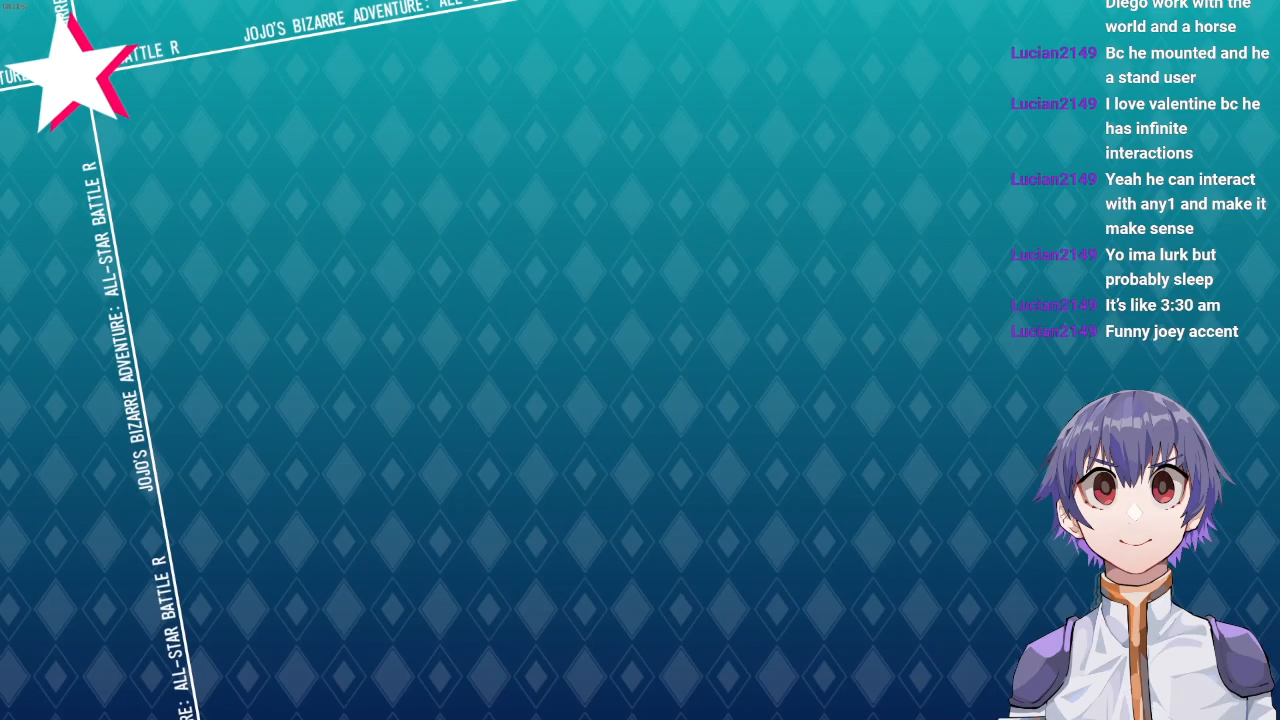 JOJO'S BIZARRE ADVENTURE: ALL-
BATTLE R
ALL-STAR BATTLE R
JOJO'S BIZARRE ADVENTURE:
ALL-STAR BATTLE R
Diego work with the
world and a horse
Lucian2149 Bc he mounted and he
a stand user
Lucian2149 I love valentine bc he
has infinite
interactions
Lucian2149 Yeah he can interact
with any1 and make it
make sense
Lucian2149 Yo ima lurk but
probably sleep
Lucian2149 It's like 3:30 am
Lucian2149 Funny joey accent